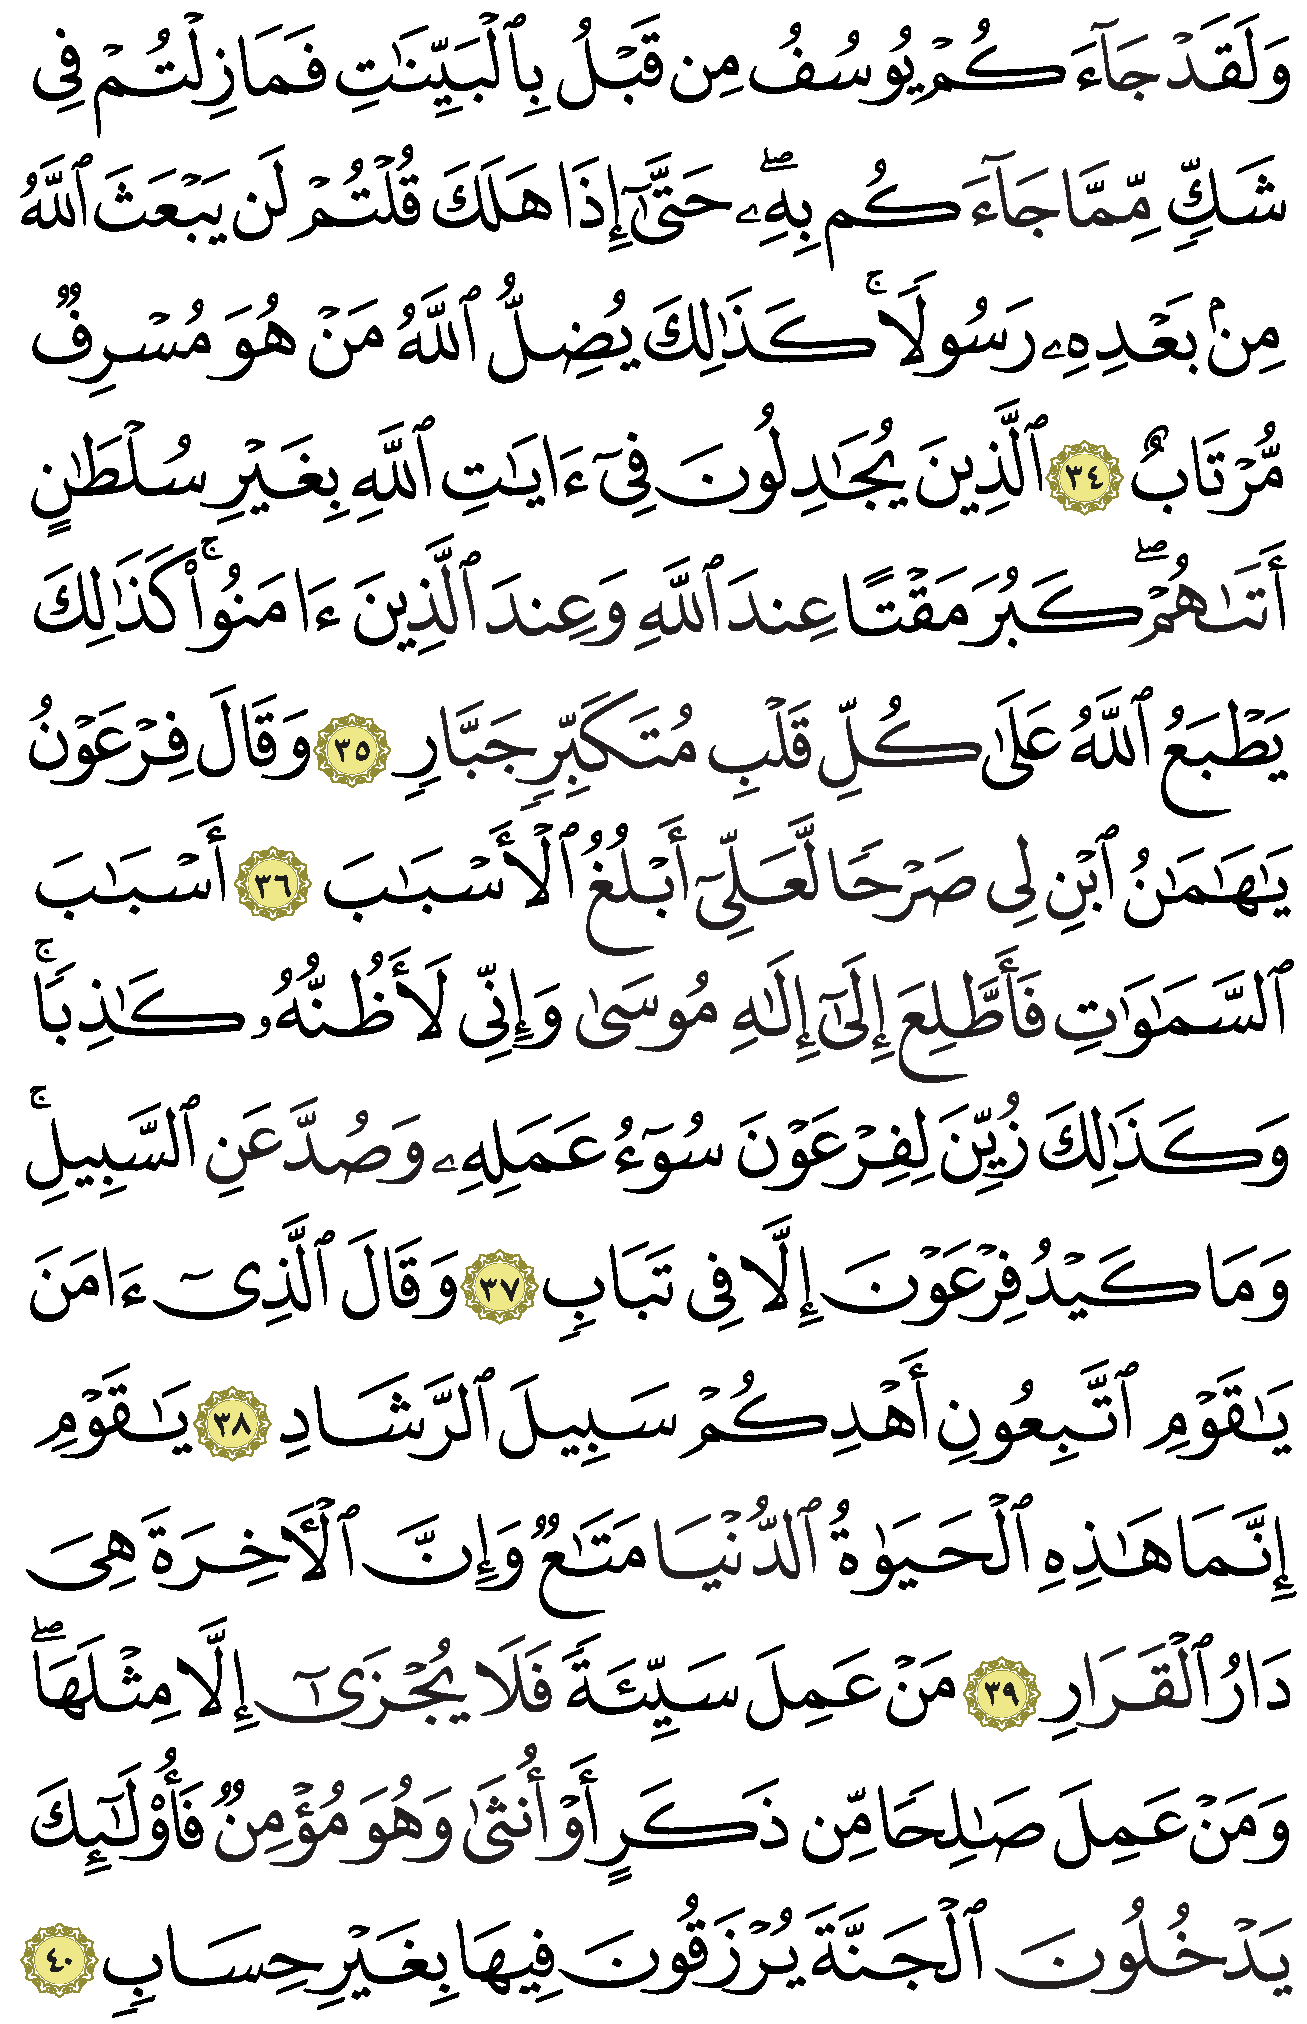 وَلَقَدْ جَآءَكُمْ يُوسُفُ مِن قَبْلُ بِٱلْبَيِّنَٰتِ فَمَا زِلْتُمْ فِى
شَكٍّ مِّمَّا جَآءَكُم بِهِۦ ۖ حَتَّىٰٓ إِذَا هَلَكَ قُلْتُمْ لَن يَبْعَثَ ٱللَّهُ
مِنۢ بَعْدِهِۦ رَسُولًا ۚ كَذَٰلِكَ يُضِلُّ ٱللَّهُ مَنْ هُوَ مُسْرِفٌ
مُّرْتَابٌ ٣٤ ٱلَّذِينَ يُجَٰدِلُونَ فِىٓ ءَايَٰتِ ٱللَّهِ بِغَيْرِ سُلْطَٰنٍ
أَتَىٰهُمْ ۖ كَبُرَ مَقْتًا عِندَ ٱللَّهِ وَعِندَ ٱلَّذِينَ ءَامَنُوا۟ ۚ كَذَٰلِكَ
يَطْبَعُ ٱللَّهُ عَلَىٰ كُلِّ قَلْبِ مُتَكَبِّرٍ جَبَّارٍ ٣٥ وَقَالَ فِرْعَوْنُ
يَٰهَٰمَٰنُ ٱبْنِ لِى صَرْحًا لَّعَلِّىٓ أَبْلُغُ ٱلْأَسْبَٰبَ ٣٦ أَسْبَٰبَ
ٱلسَّمَٰوَٰتِ فَأَطَّلِعَ إِلَىٰٓ إِلَٰهِ مُوسَىٰ وَإِنِّى لَأَظُنُّهُۥ كَٰذِبًا ۚ
وَكَذَٰلِكَ زُيِّنَ لِفِرْعَوْنَ سُوٓءُ عَمَلِهِۦ وَصُدَّ عَنِ ٱلسَّبِيلِ ۚ
وَمَا كَيْدُ فِرْعَوْنَ إِلَّا فِى تَبَابٍ ٣٧ وَقَالَ ٱلَّذِىٓ ءَامَنَ
يَٰقَوْمِ ٱتَّبِعُونِ أَهْدِكُمْ سَبِيلَ ٱلرَّشَادِ ٣٨ يَٰقَوْمِ
إِنَّمَا هَٰذِهِ ٱلْحَيَوٰةُ ٱلدُّنْيَا مَتَٰعٌ وَإِنَّ ٱلْأَخِرَةَ هِىَ
دَارُ ٱلْقَرَارِ ٣٩ مَنْ عَمِلَ سَيِّئَةً فَلَا يُجْزَىٰٓ إِلَّا مِثْلَهَا ۖ
وَمَنْ عَمِلَ صَٰلِحًا مِّن ذَكَرٍ أَوْ أُنثَىٰ وَهُوَ مُؤْمِنٌ فَأُو۟لَٰٓئِكَ
يَدْخُلُونَ ٱلْجَنَّةَ يُرْزَقُونَ فِيهَا بِغَيْرِ حِسَابٍ ٤٠